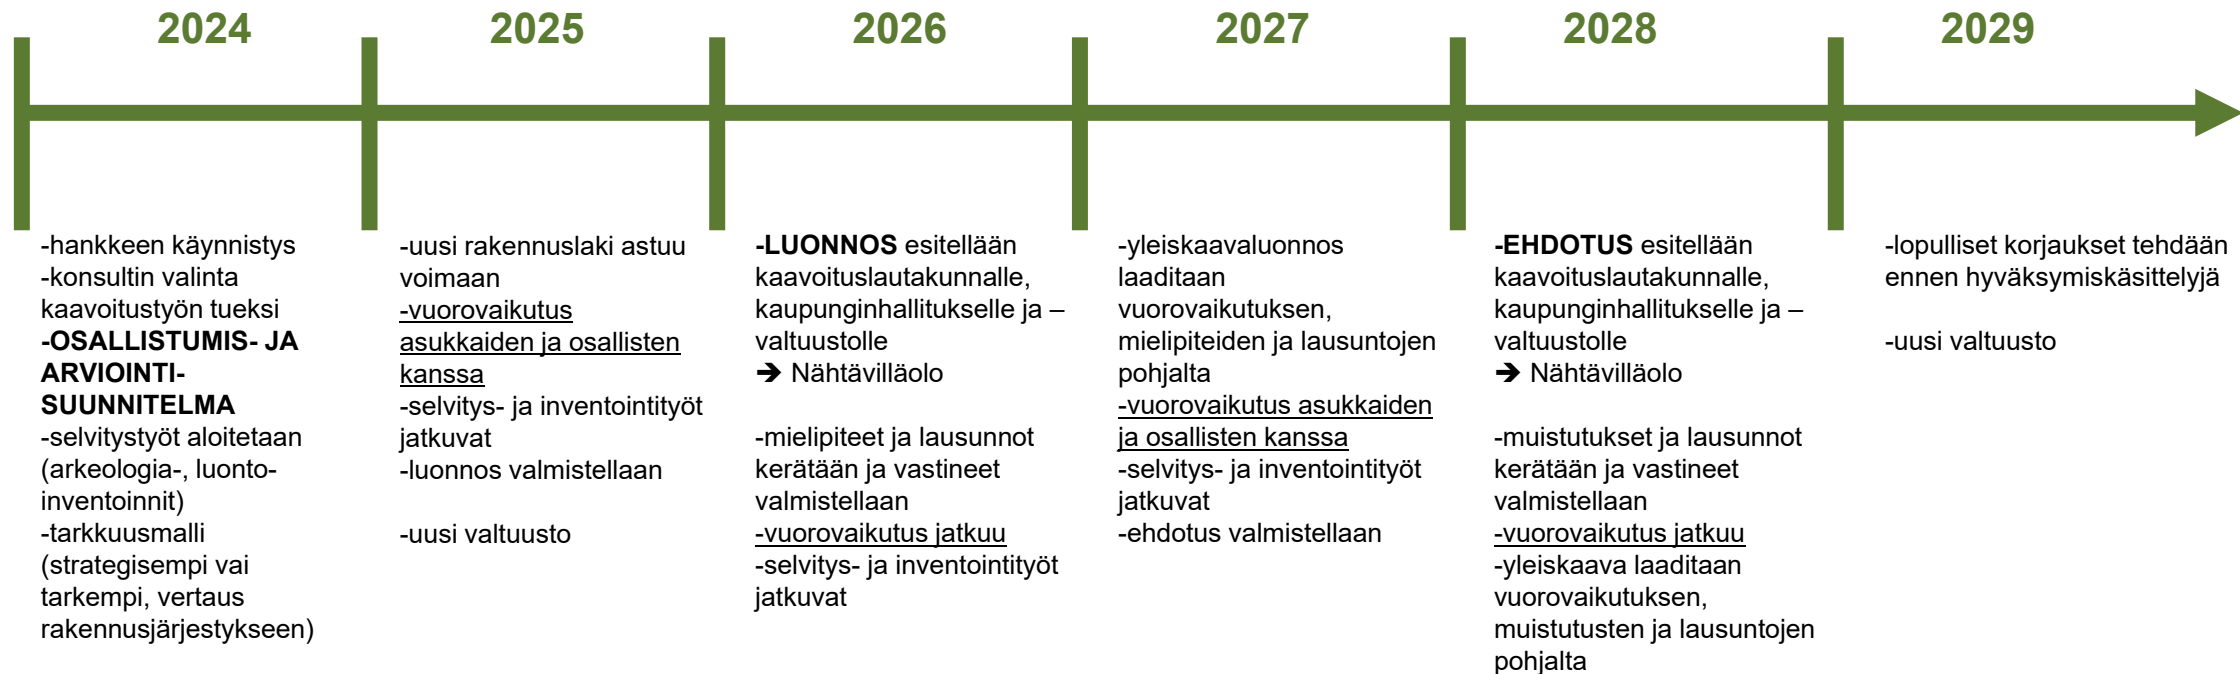 2024
2025
2026
2027
2028
2029
-hankkeen käynnistys
-konsultin valinta
kaavoitustyön tueksi
-OSALLISTUMIS- JA
ARVIOINTI-
SUUNNITELMA
-selvitystyöt aloitetaan
(arkeologia-, luonto-
inventoinnit)
-tarkkuusmalli
(strategisempi vai
tarkempi, vertaus
rakennusjärjestykseen)
-uusi rakennuslaki astuu
voimaan
-vuorovaikutus
asukkaiden ja osallisten
kanssa
-selvitys- ja inventointityöt
jatkuvat
-luonnos valmistellaan
-uusi valtuusto
-LUONNOS esitellään
kaavoituslautakunnalle,
kaupunginhallitukselle ja –
valtuustolle
➔ Nähtävilläolo
-mielipiteet ja lausunnot
kerätään ja vastineet
valmistellaan
-vuorovaikutus jatkuu
-selvitys- ja inventointityöt
jatkuvat
-yleiskaavaluonnos
laaditaan
vuorovaikutuksen,
mielipiteiden ja lausuntojen
pohjalta
-vuorovaikutus asukkaiden
ja osallisten kanssa
-selvitys- ja inventointityöt
jatkuvat
-ehdotus valmistellaan
-EHDOTUS esitellään
kaavoituslautakunnalle,
kaupunginhallitukselle ja –
valtuustolle
➔ Nähtävilläolo
-muistutukset ja lausunnot
kerätään ja vastineet
valmistellaan
-vuorovaikutus jatkuu
-yleiskaava laaditaan
vuorovaikutuksen,
muistutusten ja lausuntojen
pohjalta
-lopulliset korjaukset tehdään
ennen hyväksymiskäsittelyjä
-uusi valtuusto